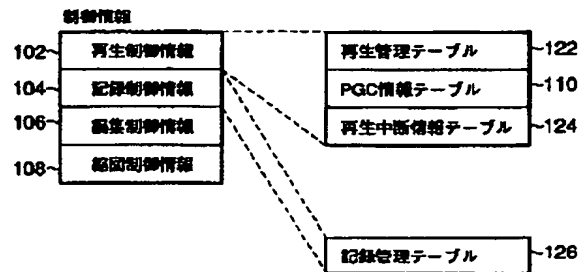 制御情報
102 再生制御情報
104 記録制御情報
106 編集制御情報
108 縮図制御情報
再生管理テーブル 122
PGC情報テーブル 110
再生中断情報テーブル 124
記録管理テーブル 126